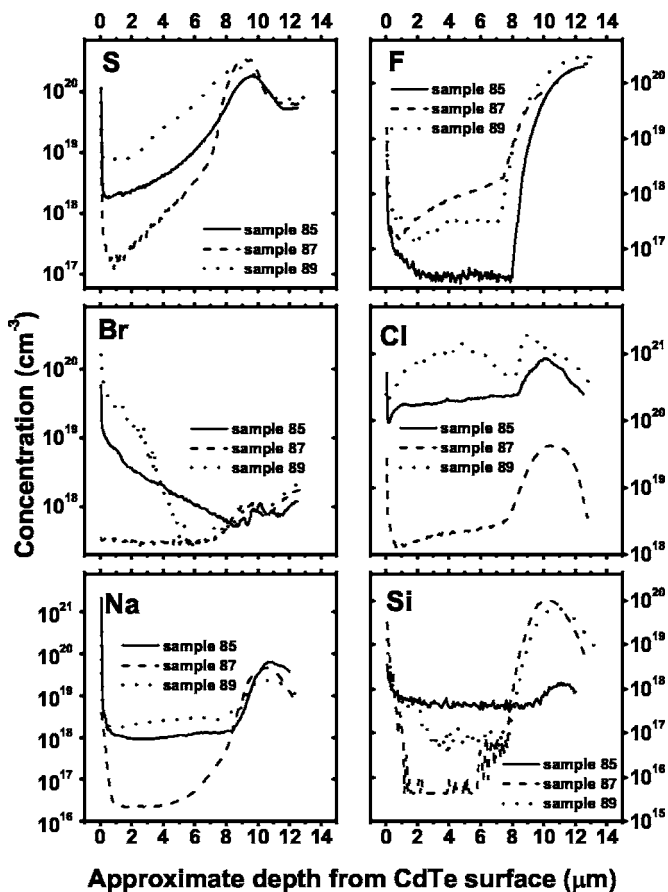 0 2 4 6 8 10 12 14
0 2 4 6 8 10 12 14
S
10^20
10^19
10^18
10^17
sample 85
sample 87
sample 89
F
10^20
10^19
10^18
10^17
sample 85
sample 87
sample 89
Br
10^20
10^19
10^18
sample 85
sample 87
sample 89
Cl
10^21
10^20
10^19
10^18
sample 85
sample 87
sample 89
Na
10^21
10^20
10^19
10^18
10^17
10^16
sample 85
sample 87
sample 89
Si
10^20
10^19
10^18
10^17
10^16
10^15
sample 85
sample 87
sample 89
Concentration (cm^-3)
0 2 4 6 8 10 12 14
0 2 4 6 8 10 12 14
Approximate depth from CdTe surface (μm)